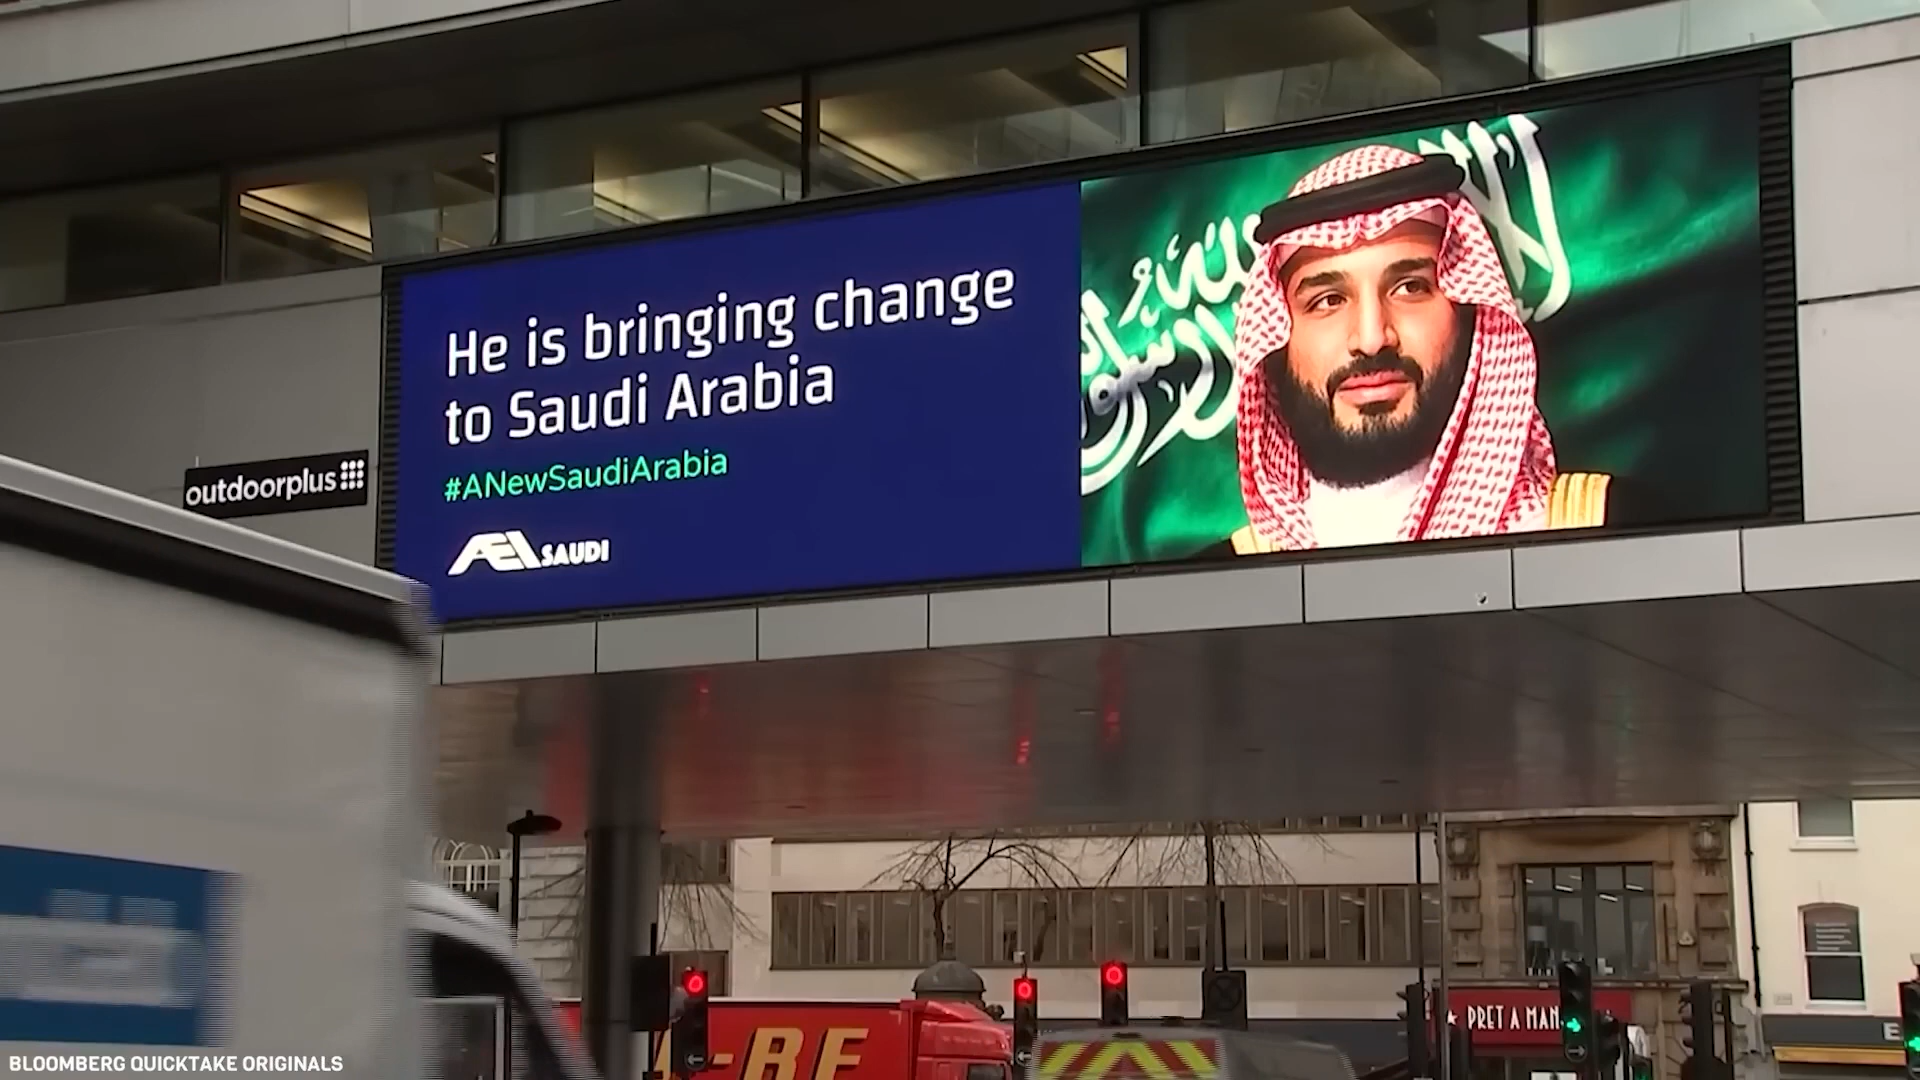 He is bringing change
to Saudi Arabia
#ANewSaudiArabia
AEI SAUDI
outdoorplus
PRET A MAN
BLOOMBERG QUICKTAKE ORIGINALS